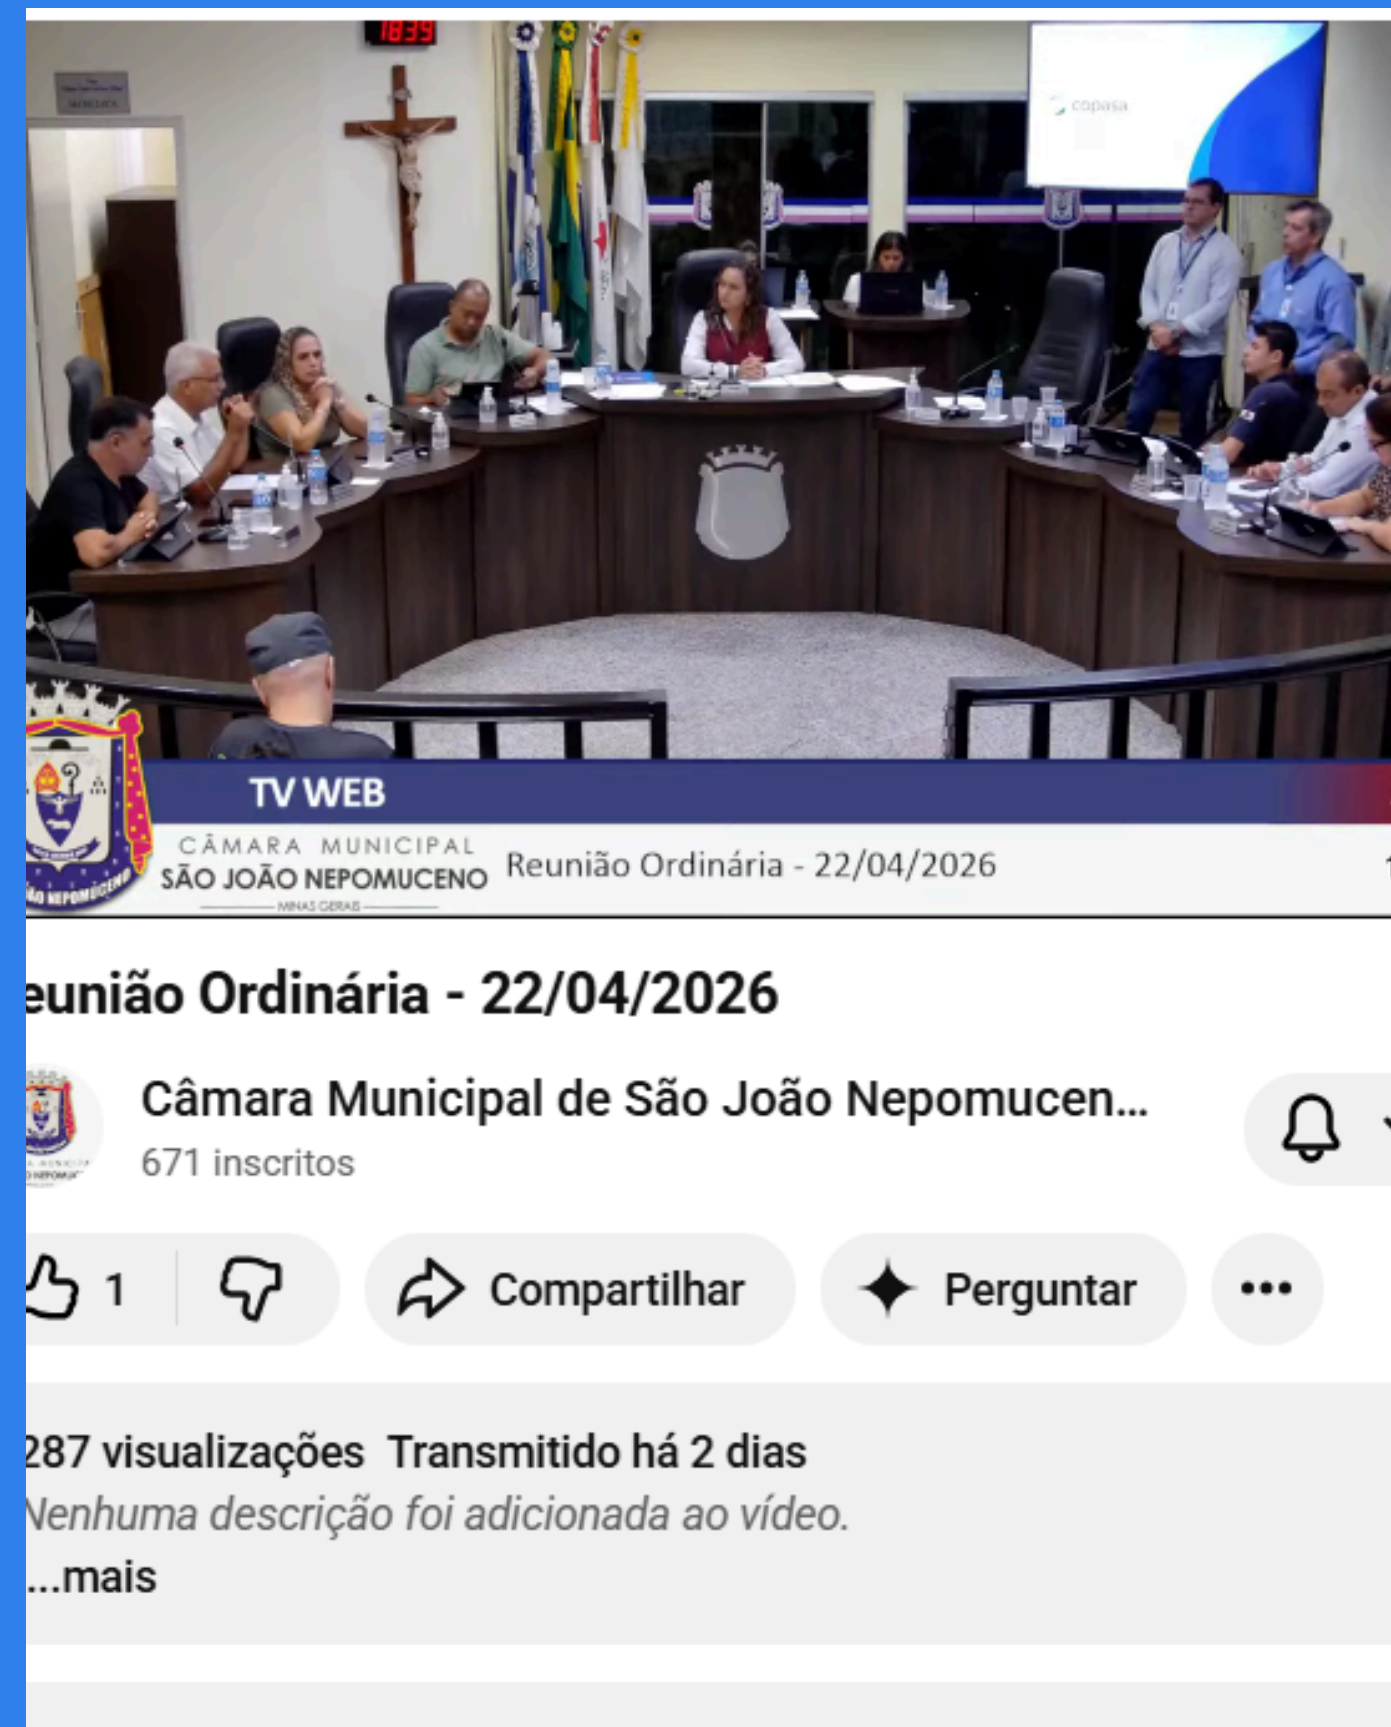 1839
copasa
TV WEB
CÂMARA MUNICIPAL
SÃO JOÃO NEPOMUCENO
MINAS GERAIS
Reunião Ordinária - 22/04/2026
eunião Ordinária - 22/04/2026
Câmara Municipal de São João Nepomucen...
671 inscritos
1
Compartilhar
Perguntar
287 visualizações Transmitido há 2 dias
Nenhuma descrição foi adicionada ao vídeo.
...mais